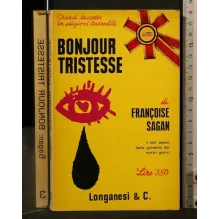 Grandi successi
in edizioni tascabili
BONJOUR
TRISTESSE
di
FRANÇOISE
SAGAN
Lire 350
Longanesi & C.
Sagan
BONJOUR TRISTESSE